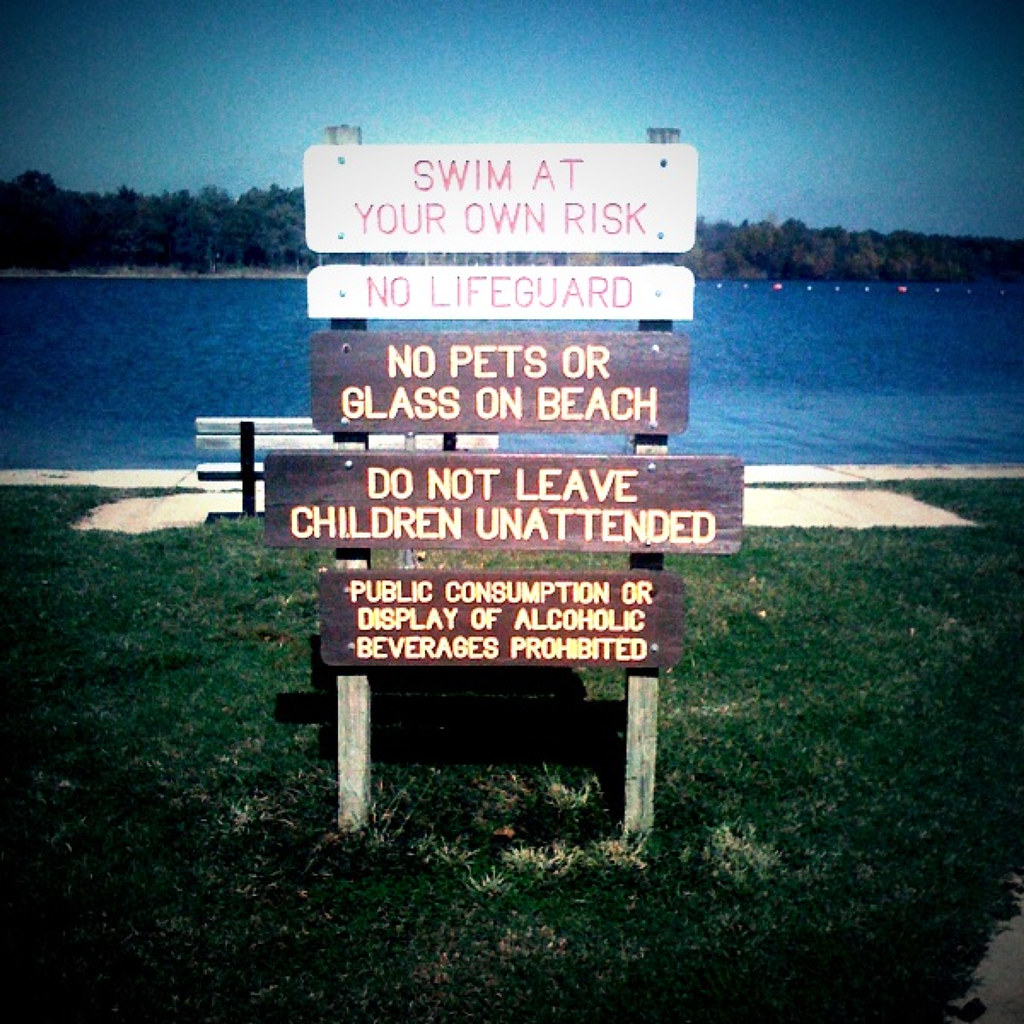 SWIM AT
YOUR OWN RISK
NO LIFEGUARD
NO PETS OR
GLASS ON BEACH
DO NOT LEAVE
CHILDREN UNATTENDED
PUBLIC CONSUMPTION OR
DISPLAY OF ALCOHOLIC
BEVERAGES PROHIBITED